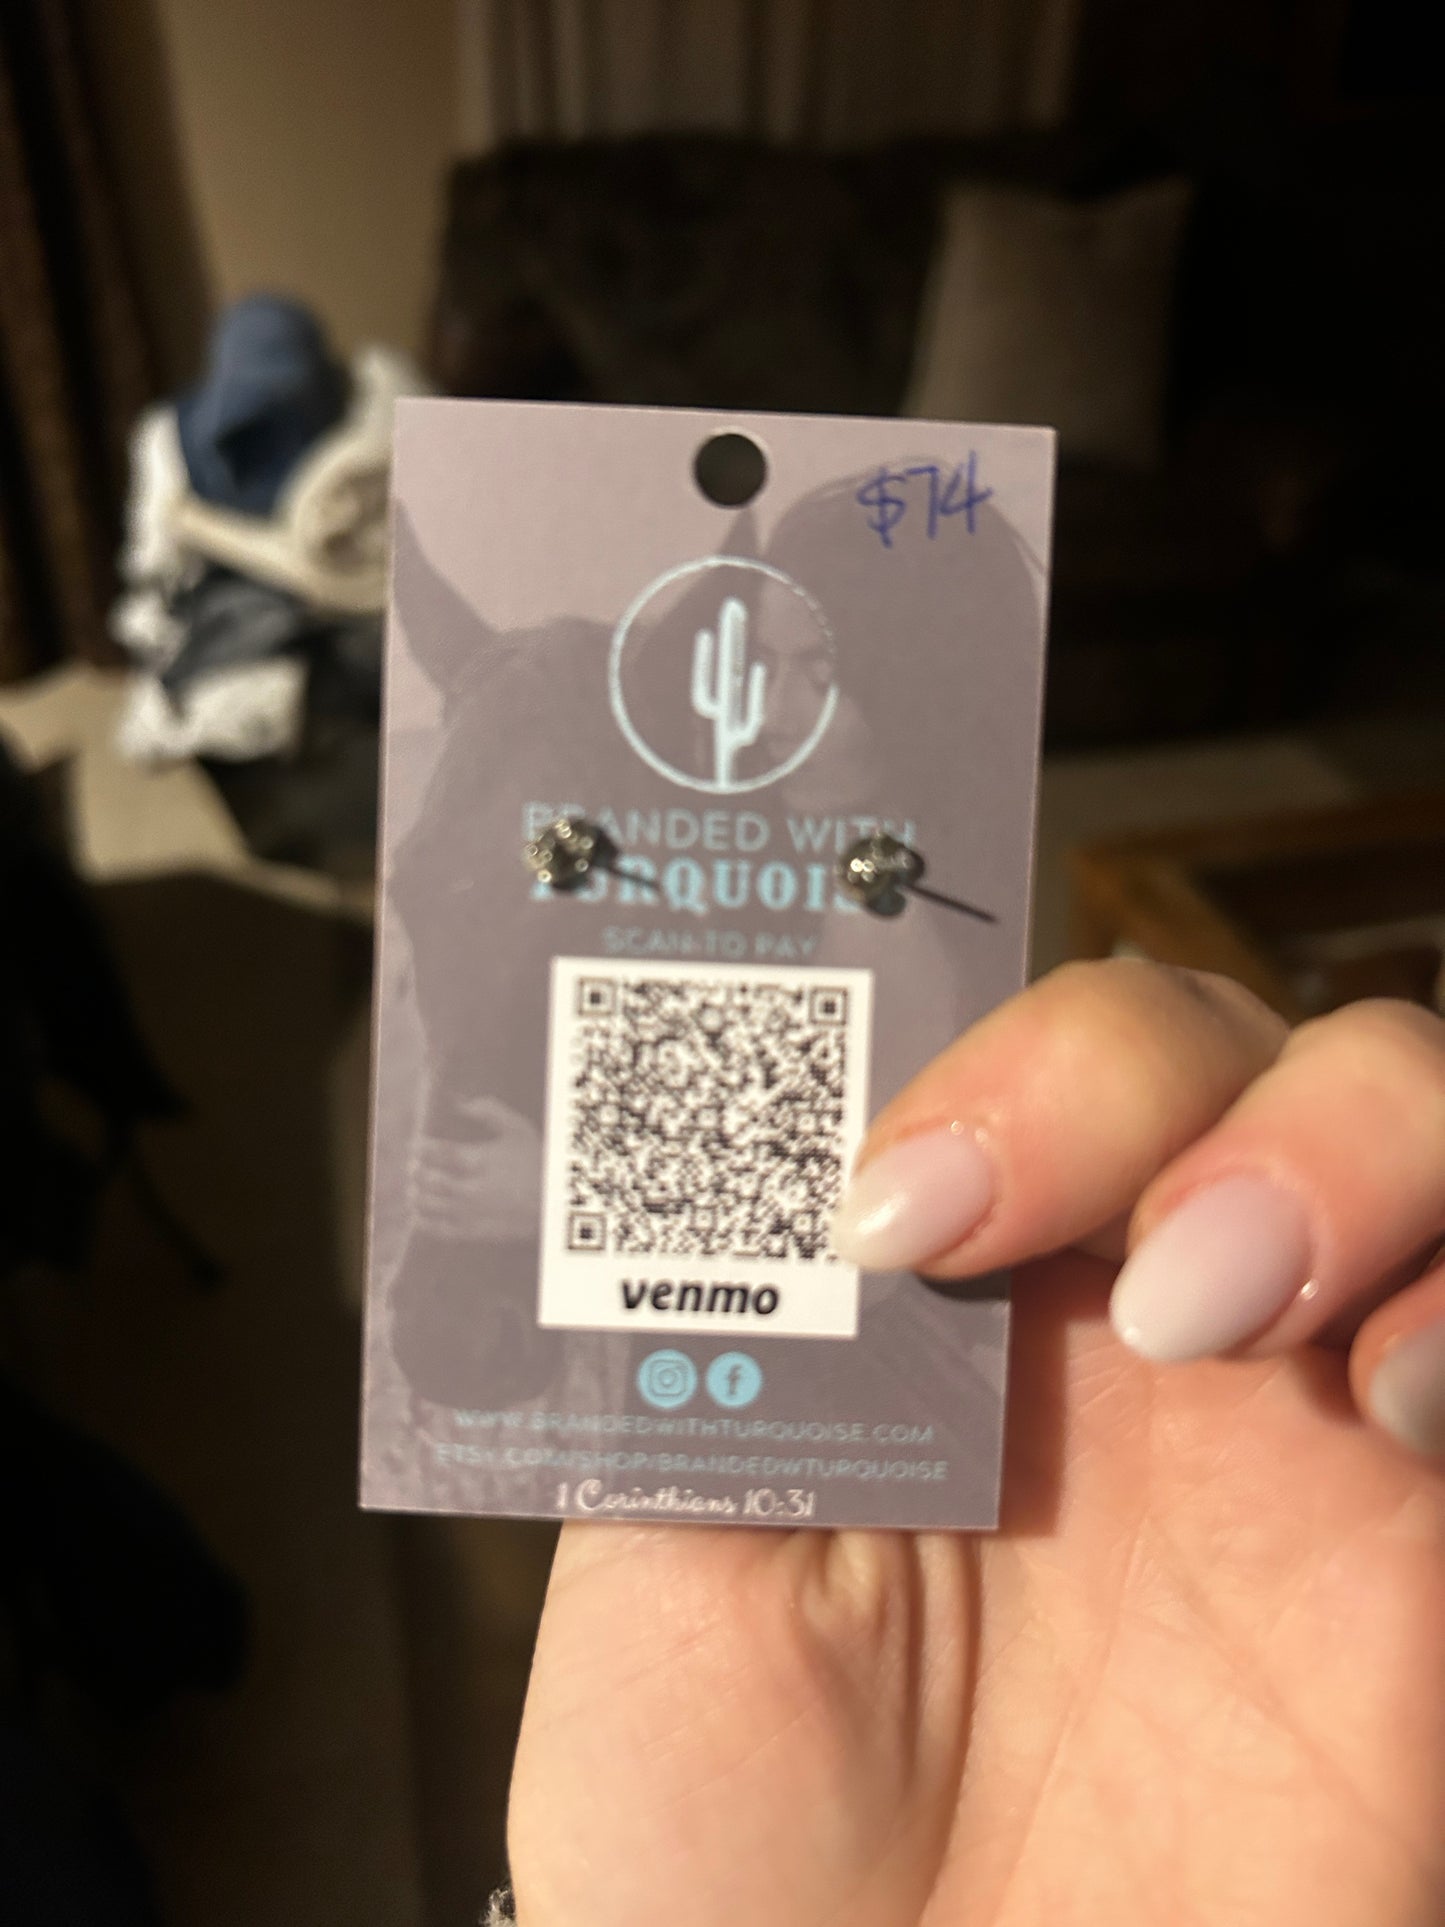 $74
BRANDED WITH
TURQUOISE
SCAN TO PAY
venmo
WWW.BRANDEDWITHTURQUOISE.COM
ETSY.COM/SHOP/BRANDEDWTURQUOISE
1 Corinthians 10:31